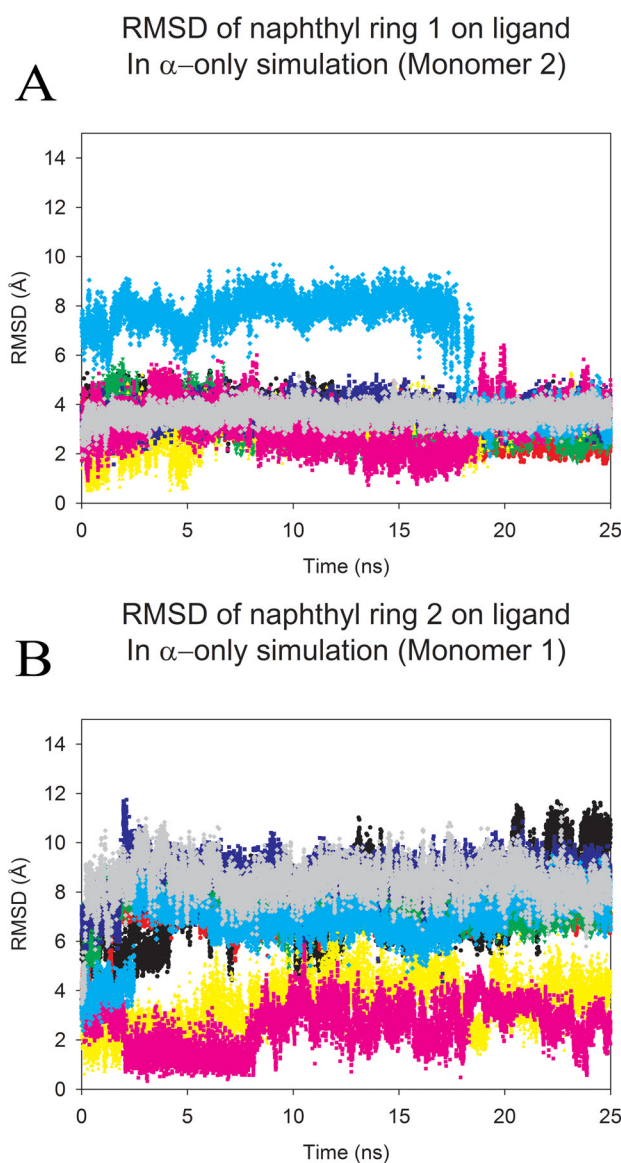 RMSD of naphthyl ring 1 on ligand
In α–only simulation (Monomer 2)
A
14
12
10
8
6
4
2
0
RMSD (Å)
0 5 10 15 20 25
Time (ns)
RMSD of naphthyl ring 2 on ligand
In α–only simulation (Monomer 1)
B
14
12
10
8
6
4
2
0
RMSD (Å)
0 5 10 15 20 25
Time (ns)